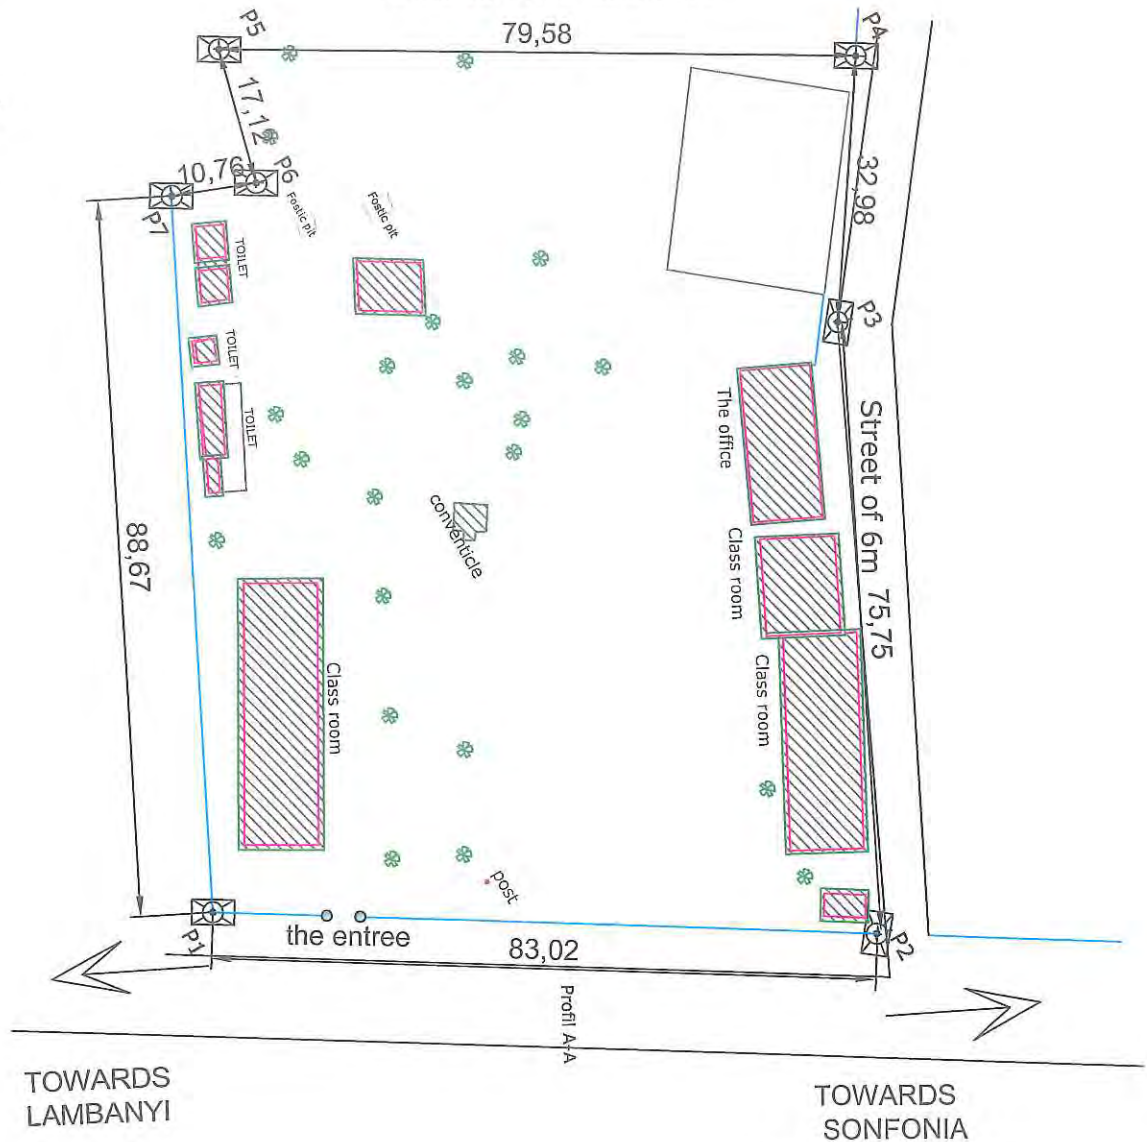 P5
79,58
P4
17,12
10,76
P6
P7
Fostic pit
Fostic pit
32,98
P3
TOILET
TOILET
TOILET
The office
Street of 6m
75,75
conventicle
Class room
88,67
Class room
Class room
post
P1
the entree
83,02
P2
Profil A-A
TOWARDS
LAMBANYI
TOWARDS
SONFONIA